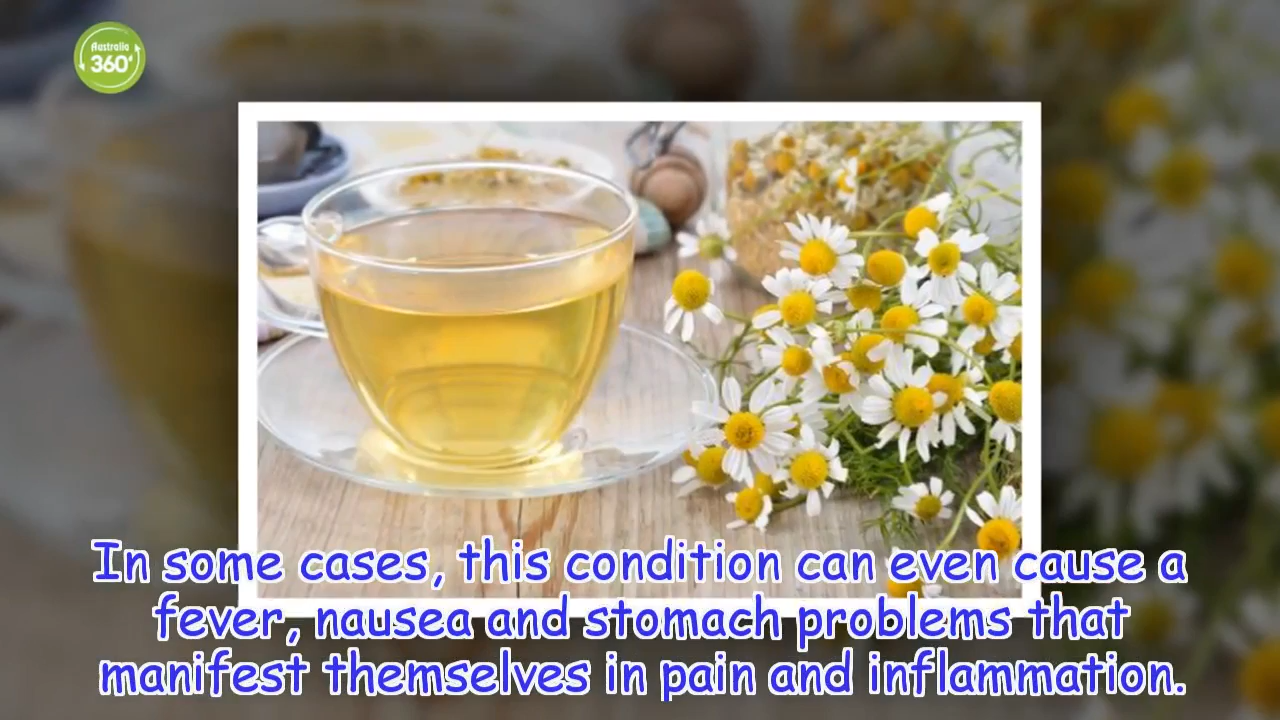 Australia
360°
In some cases, this condition can even cause a
fever, nausea and stomach problems that
manifest themselves in pain and inflammation.